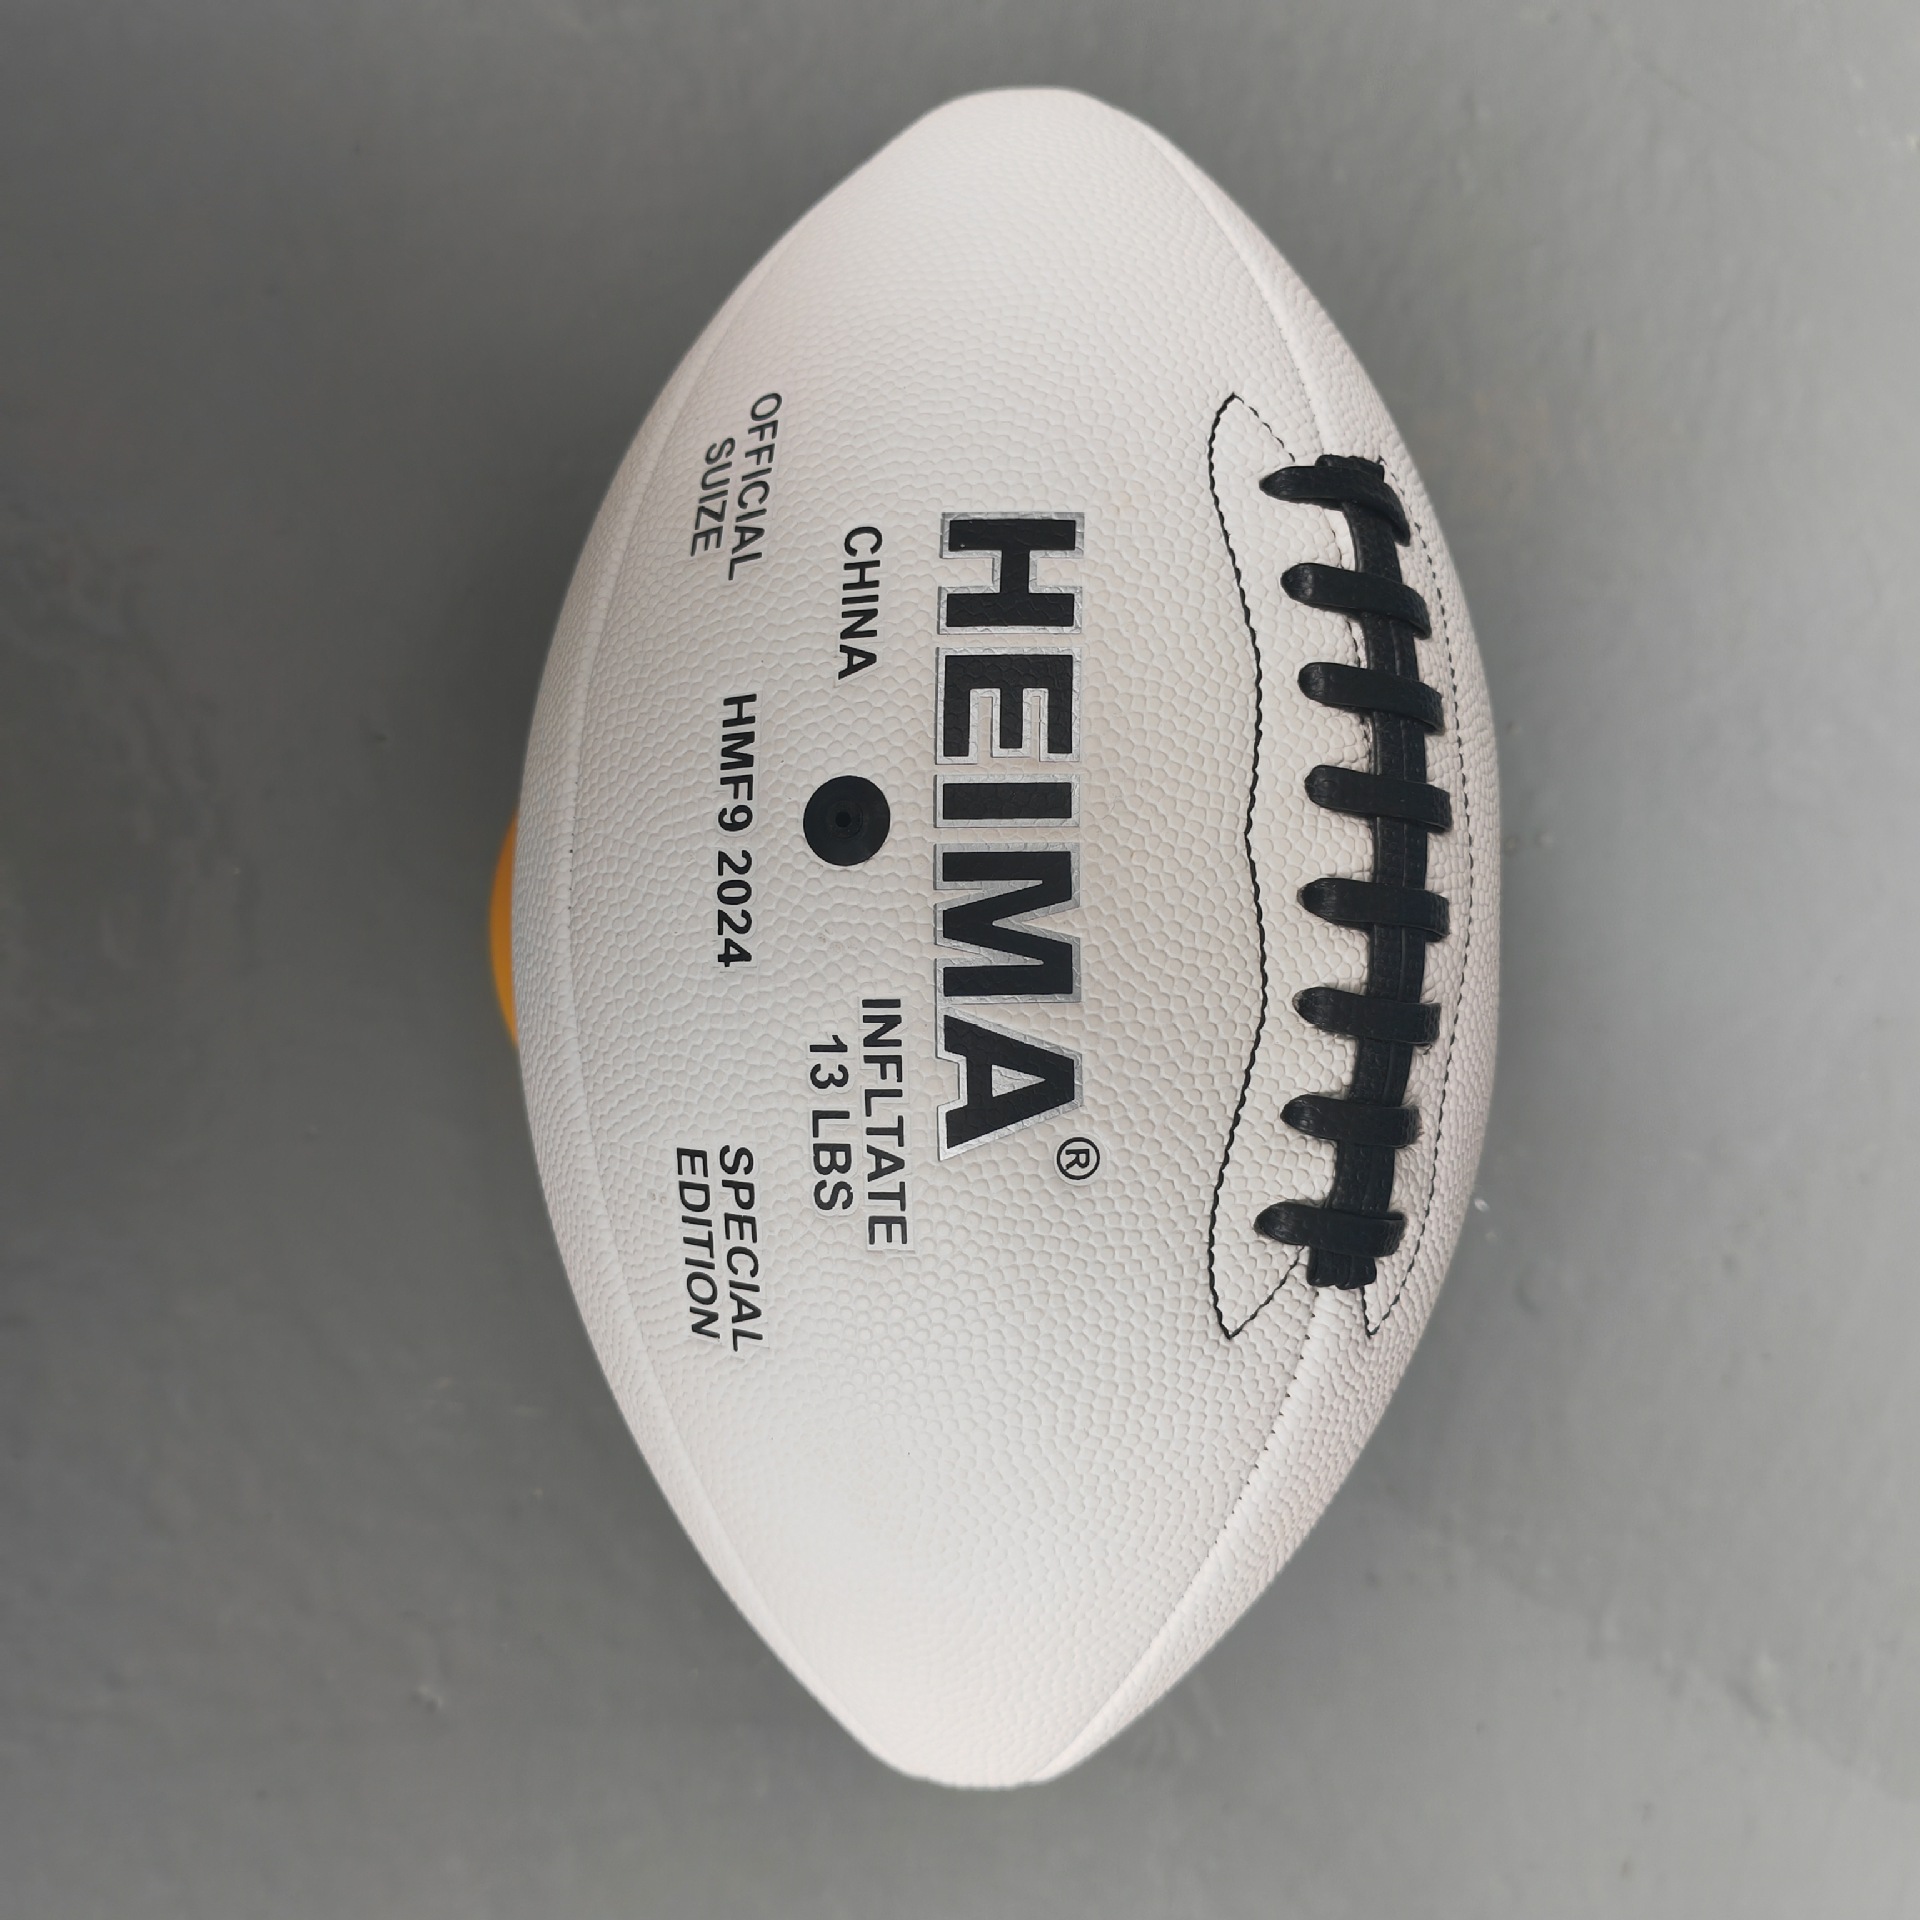 HEIMA®
CHINA
INFLTATE
13 LBS
OFFICIAL
SUIZE
HMF9 2024
SPECIAL
EDITION